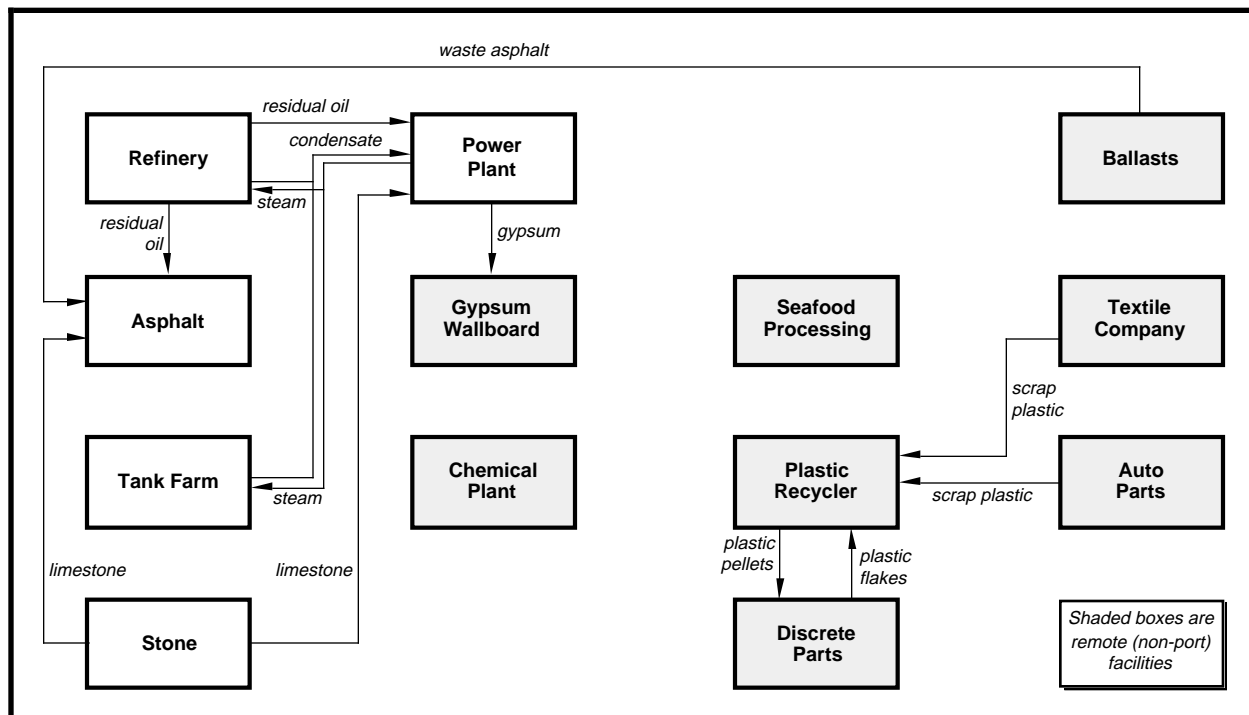 waste asphalt
residual oil
condensate
Refinery
Power
Plant
Ballasts
steam
residual
oil
gypsum
Asphalt
Gypsum
Wallboard
Seafood
Processing
Textile
Company
scrap
plastic
Tank Farm
steam
Chemical
Plant
Plastic
Recycler
scrap plastic
Auto
Parts
limestone
limestone
plastic
pellets
plastic
flakes
Stone
Discrete
Parts
Shaded boxes are
remote (non-port)
facilities